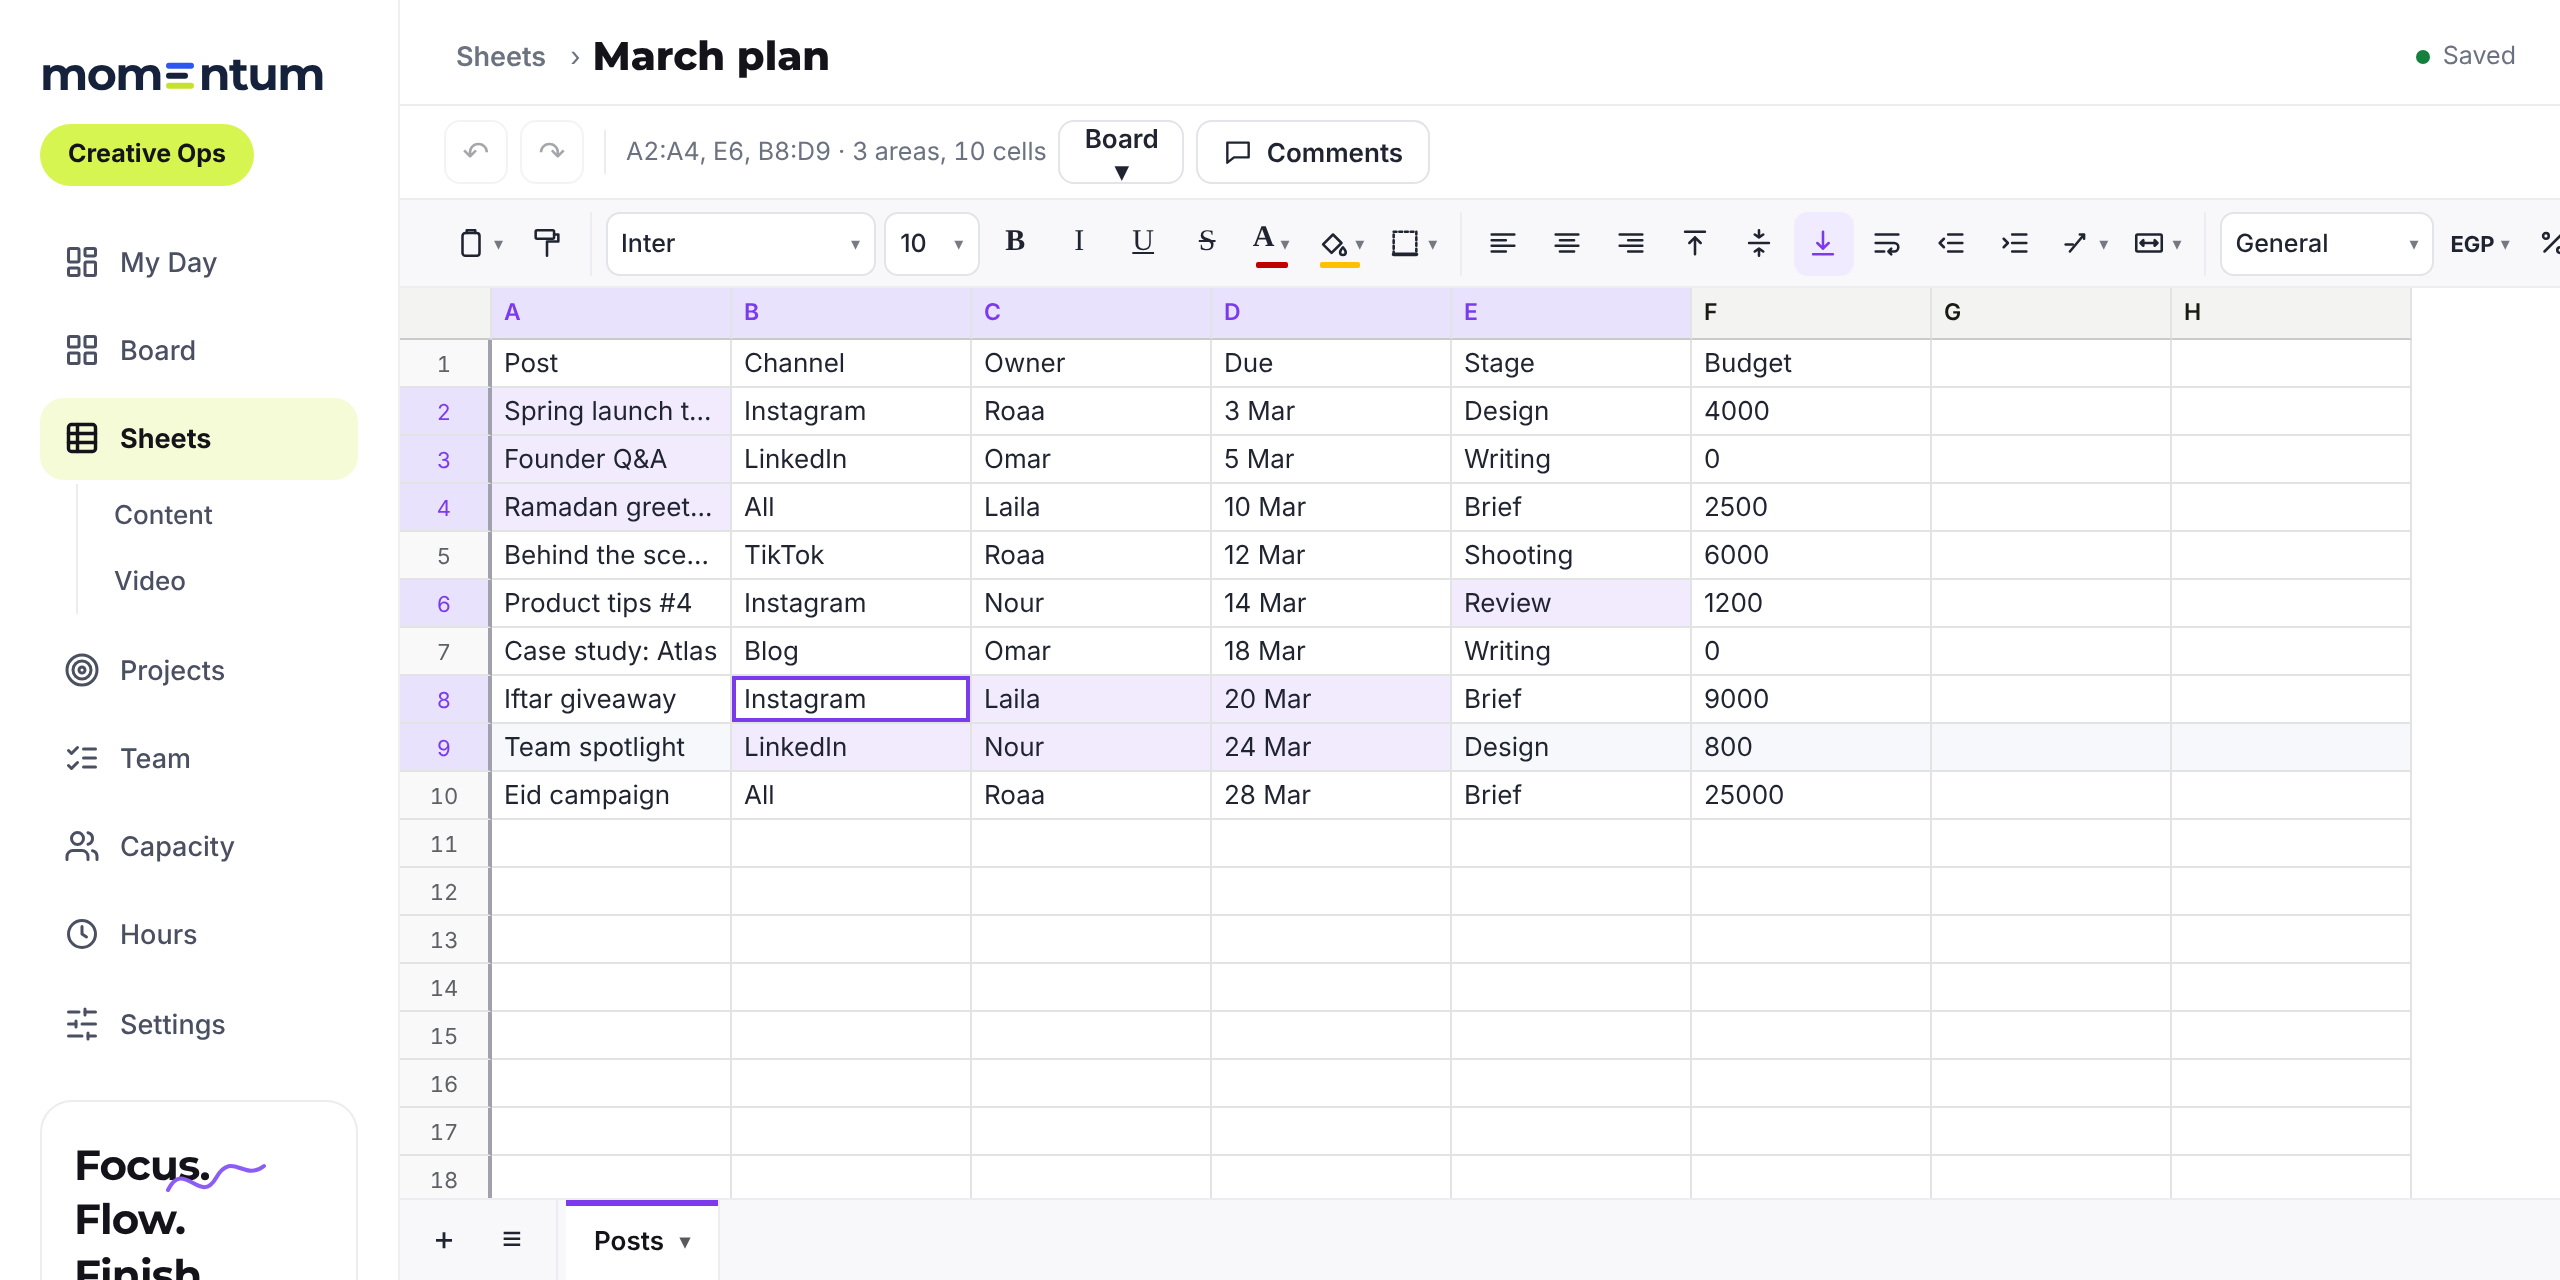 momentum
Creative Ops
My Day
Board
Sheets
Content
Video
Projects
Team
Capacity
Hours
Settings
Focus.
Flow.
Finish
Sheets › March plan
Saved
A2:A4, E6, B8:D9 · 3 areas, 10 cells
Board ▾
Comments
Inter 10 B I U S A General EGP %
A B C D E F G H
1 Post Channel Owner Due Stage Budget
2 Spring launch t... Instagram Roaa 3 Mar Design 4000
3 Founder Q&A LinkedIn Omar 5 Mar Writing 0
4 Ramadan greet... All Laila 10 Mar Brief 2500
5 Behind the sce... TikTok Roaa 12 Mar Shooting 6000
6 Product tips #4 Instagram Nour 14 Mar Review 1200
7 Case study: Atlas Blog Omar 18 Mar Writing 0
8 Iftar giveaway Instagram Laila 20 Mar Brief 9000
9 Team spotlight LinkedIn Nour 24 Mar Design 800
10 Eid campaign All Roaa 28 Mar Brief 25000
11
12
13
14
15
16
17
18
+ ≡ Posts ▾